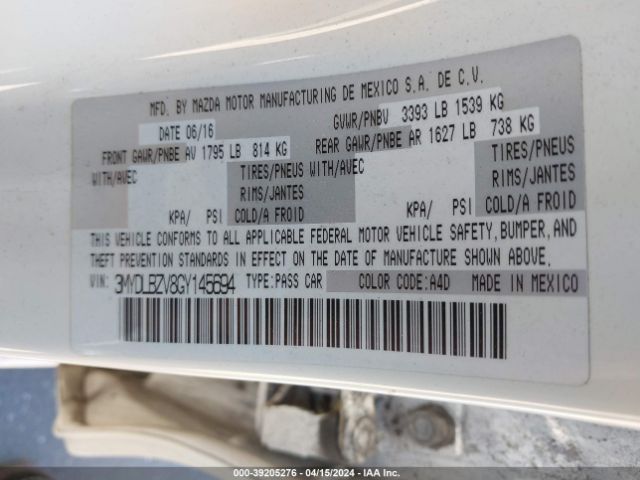 MFD. BY MAZDA MOTOR MANUFACTURING DE MEXICO S.A. DE C.V.
DATE 06/16 GVWR/PNBV 3393 LB 1539 KG
FRONT GAWR/PNBE AV 1795 LB 814 KG REAR GAWR/PNBE AR 1627 LB 738 KG
WITH/AVEC TIRES/PNEUS WITH/AVEC TIRES/PNEUS
RIMS/JANTES RIMS/JANTES
KPA/ PSI COLD/A FROID KPA/ PSI COLD/A FROID
THIS VEHICLE CONFORMS TO ALL APPLICABLE FEDERAL MOTOR VEHICLE SAFETY, BUMPER, AND
THEFT PREVENTION STANDARDS IN EFFECT ON THE DATE OF MANUFACTURE SHOWN ABOVE.
VIN: 3MYDLBZV8GY145694 TYPE:PASS CAR COLOR CODE:A4D MADE IN MEXICO
000-39205276 - 04/15/2024 - IAA Inc.